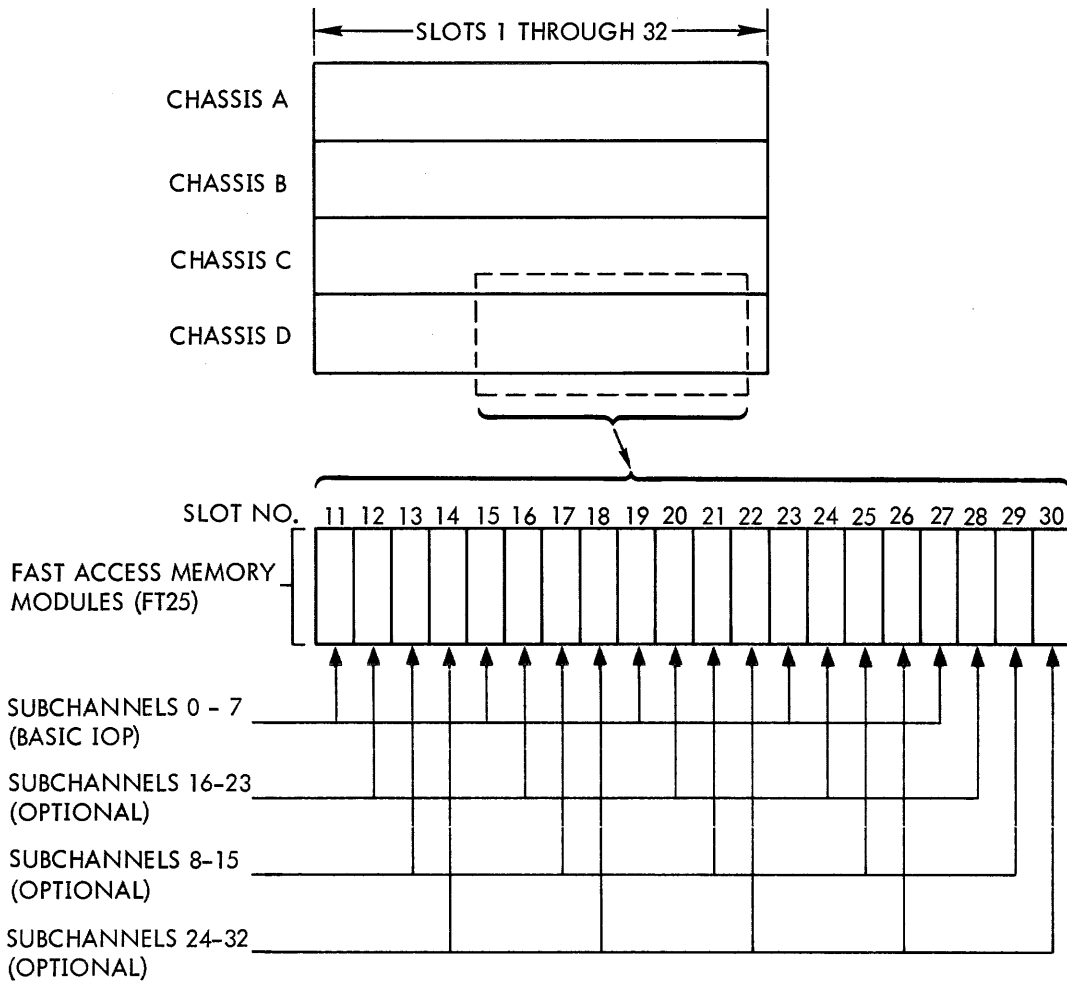 SLOTS 1 THROUGH 32
CHASSIS A
CHASSIS B
CHASSIS C
CHASSIS D
SLOT NO. 11 12 13 14 15 16 17 18 19 20 21 22 23 24 25 26 27 28 29 30
FAST ACCESS MEMORY
MODULES (FT25)
SUBCHANNELS 0 - 7
(BASIC IOP)
SUBCHANNELS 16-23
(OPTIONAL)
SUBCHANNELS 8-15
(OPTIONAL)
SUBCHANNELS 24-32
(OPTIONAL)